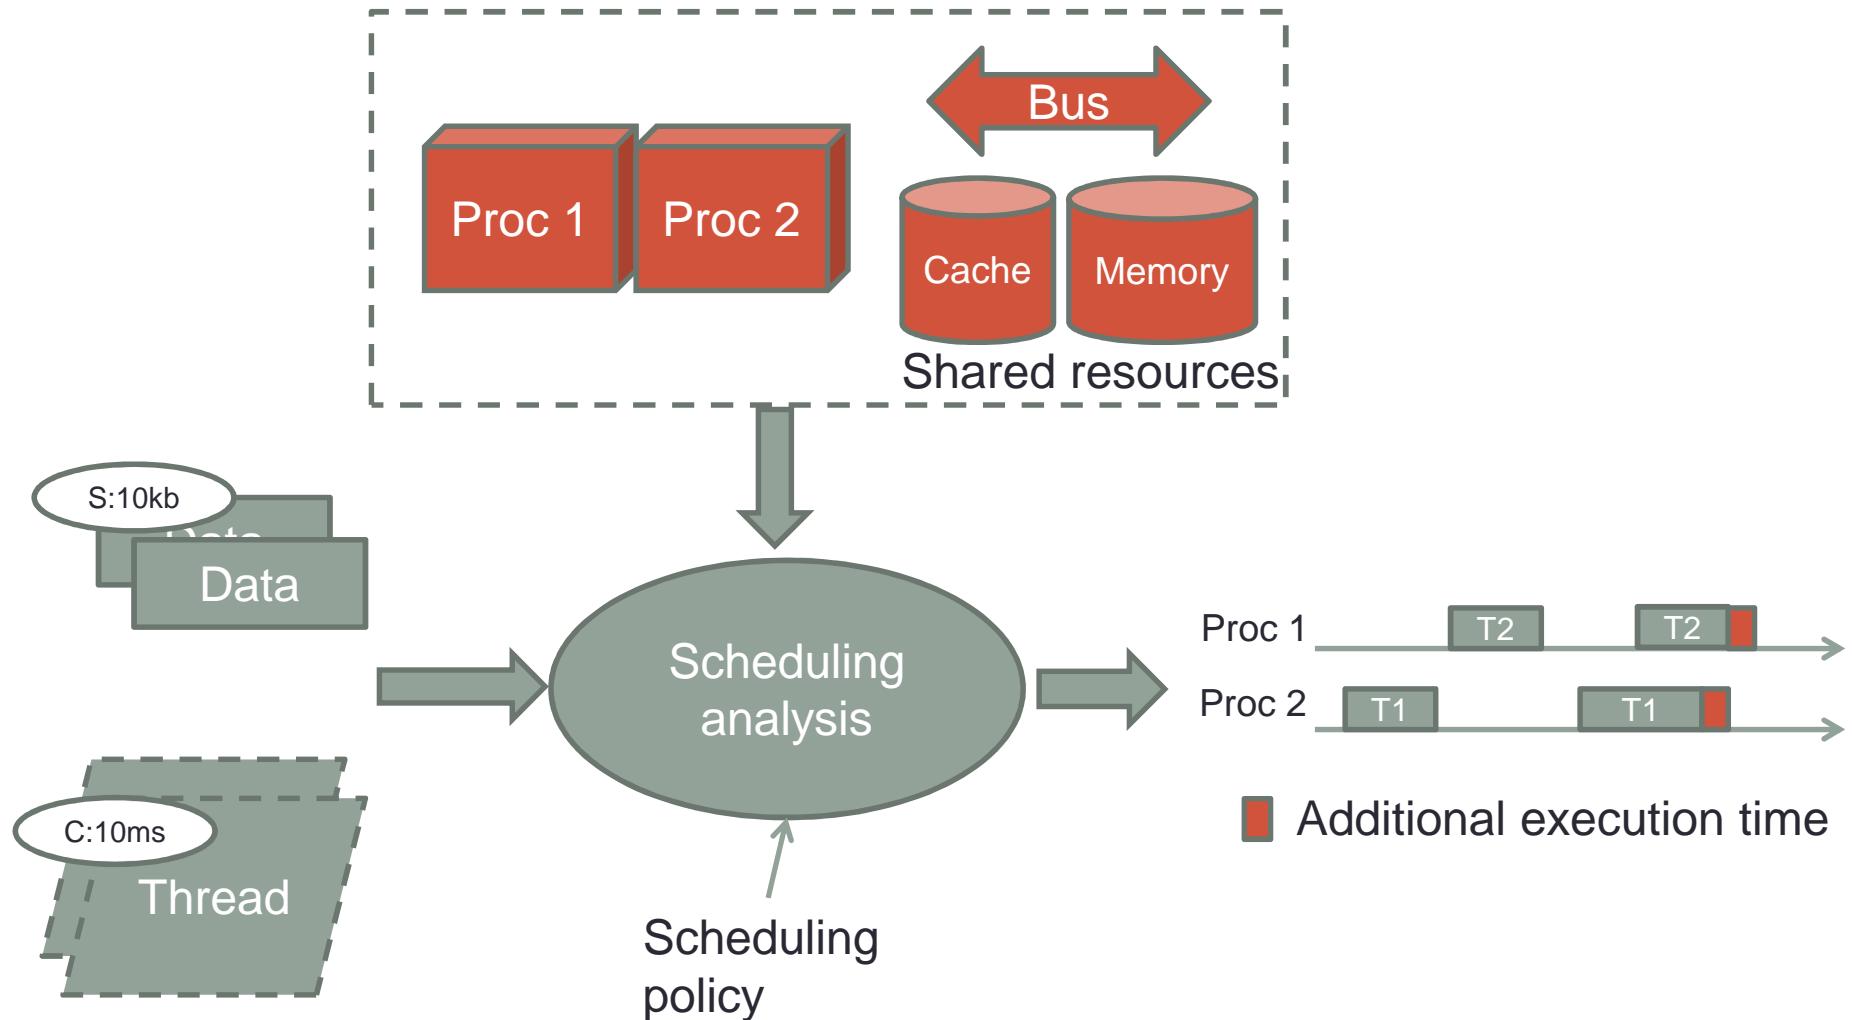 Bus
Proc 1
Proc 2
Cache
Memory
Shared resources
S:10kb
Data
Data
Scheduling
analysis
Proc 1
T2
T2
Proc 2
T1
T1
C:10ms
Thread
Additional execution time
Scheduling
policy